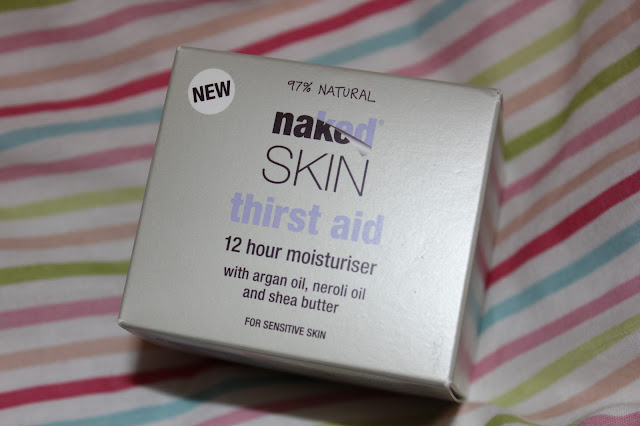 97% NATURAL
NEW
naked®
SKIN
thirst aid
12 hour moisturiser
with argan oil, neroli oil
and shea butter
FOR SENSITIVE SKIN